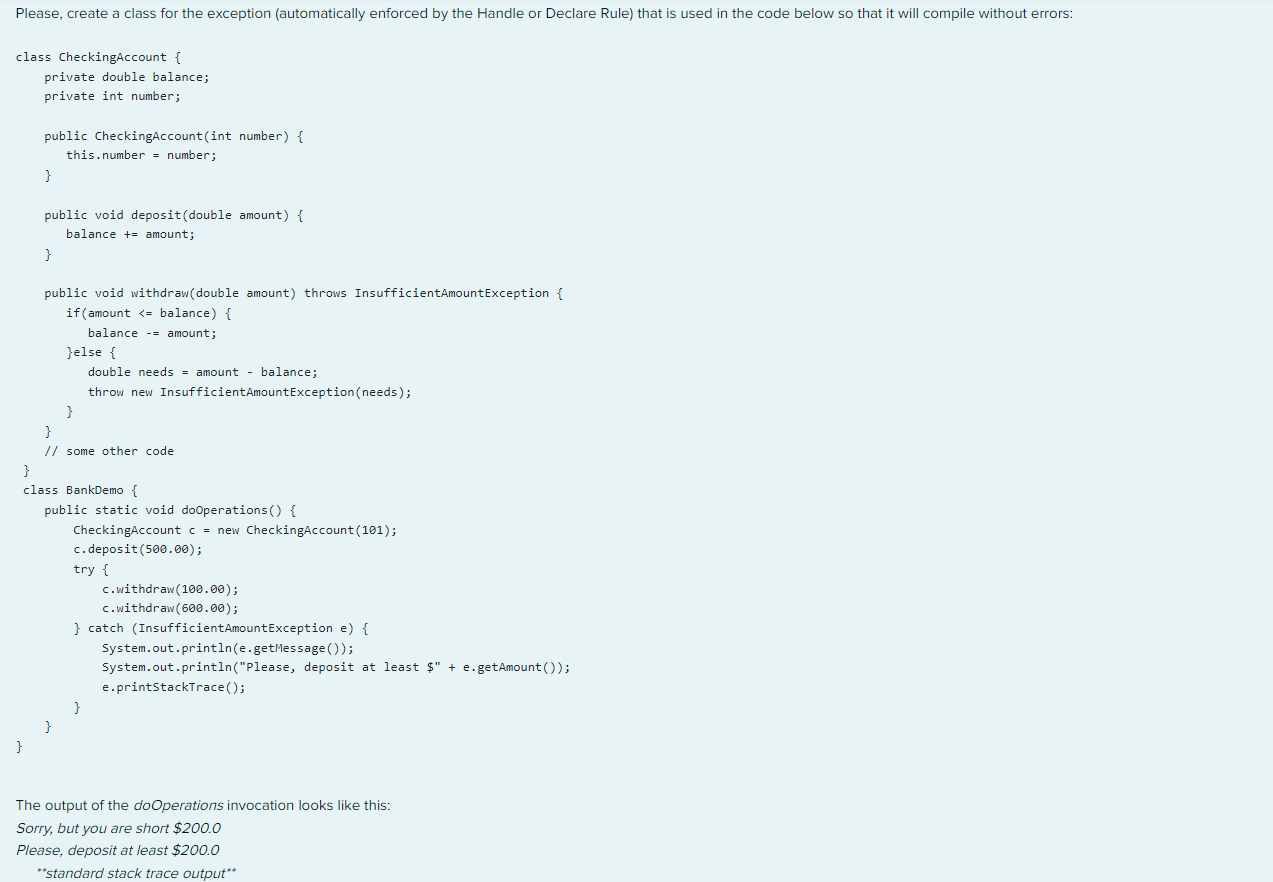 Please, create a class for the exception (automatically enforced by the Handle or Declare Rule) that is used in the code below so that it will compile without errors:
class CheckingAccount {
    private double balance;
    private int number;
    public CheckingAccount(int number) {
       this.number = number;
    }
    public void deposit(double amount) {
       balance += amount;
    }
    public void withdraw(double amount) throws InsufficientAmountException {
       if(amount <= balance) {
          balance -= amount;
       }else {
          double needs = amount - balance;
          throw new InsufficientAmountException(needs);
       }
    }
    // some other code
 }
 class BankDemo {
    public static void doOperations() {
        CheckingAccount c = new CheckingAccount(101);
        c.deposit(500.00);
        try {
            c.withdraw(100.00);
            c.withdraw(600.00);
        } catch (InsufficientAmountException e) {
            System.out.println(e.getMessage());
            System.out.println("Please, deposit at least $" + e.getAmount());
            e.printStackTrace();
        }
    }
}
The output of the doOperations invocation looks like this:
Sorry, but you are short $200.0
Please, deposit at least $200.0
**standard stack trace output**